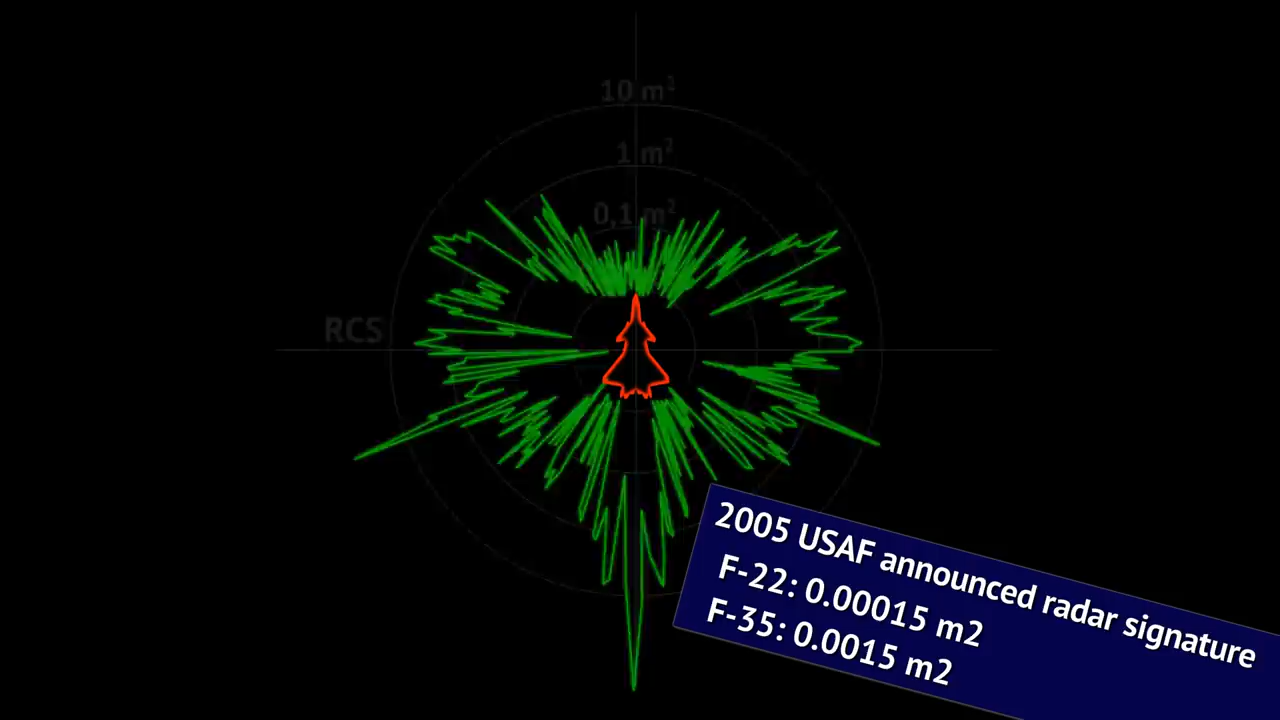 10 m²
1 m²
0,1 m²
RCS
2005 USAF announced radar signature
F-22: 0.00015 m2
F-35: 0.0015 m2